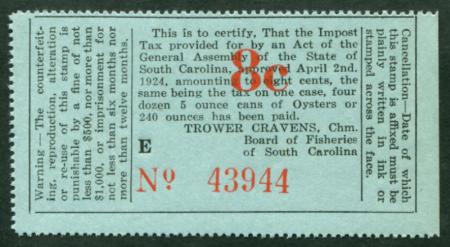 Warning — The counterfeit-
ing, reproduction, alteration
or re-use of this stamp is
punishable by a fine of not
less than $500, nor more than
$1,000, or imprisonment for
not less than six months nor
more than twelve months.
This is to certify, That the Impost
Tax provided for by an Act of the
General Assembly of the State of
South Carolina, approved April 2nd.
1924, amounting to eight cents, the
same being the tax on one case, four
dozen 5 ounce cans of Oysters or
240 ounces has been paid.
8c
TROWER CRAVENS, Chm.
E Board of Fisheries
of South Carolina
Nº 43944
Cancellation—Date of which
this stamp is affixed must be
plainly written in ink or
stamped across the face.